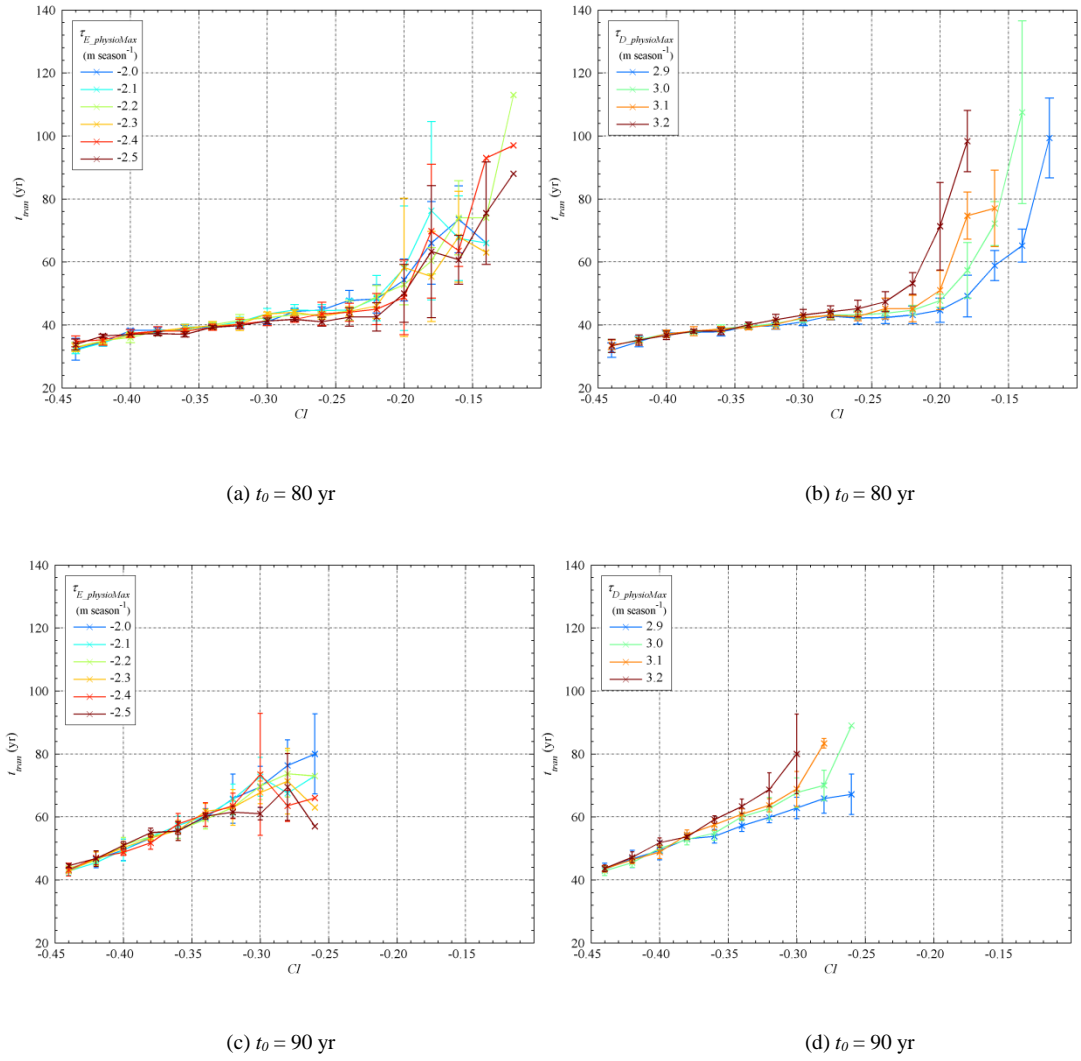 140
120
100
80
60
40
20
t_tran (yr)
τ_E_physioMax
(m season⁻¹)
-2.0
-2.1
-2.2
-2.3
-2.4
-2.5
-0.45 -0.40 -0.35 -0.30 -0.25 -0.20 -0.15
CI
(a) t₀ = 80 yr
140
120
100
80
60
40
20
t_tran (yr)
τ_D_physioMax
(m season⁻¹)
2.9
3.0
3.1
3.2
-0.45 -0.40 -0.35 -0.30 -0.25 -0.20 -0.15
CI
(b) t₀ = 80 yr
140
120
100
80
60
40
20
t_tran (yr)
τ_E_physioMax
(m season⁻¹)
-2.0
-2.1
-2.2
-2.3
-2.4
-2.5
-0.45 -0.40 -0.35 -0.30 -0.25 -0.20 -0.15
CI
(c) t₀ = 90 yr
140
120
100
80
60
40
20
t_tran (yr)
τ_D_physioMax
(m season⁻¹)
2.9
3.0
3.1
3.2
-0.45 -0.40 -0.35 -0.30 -0.25 -0.20 -0.15
CI
(d) t₀ = 90 yr